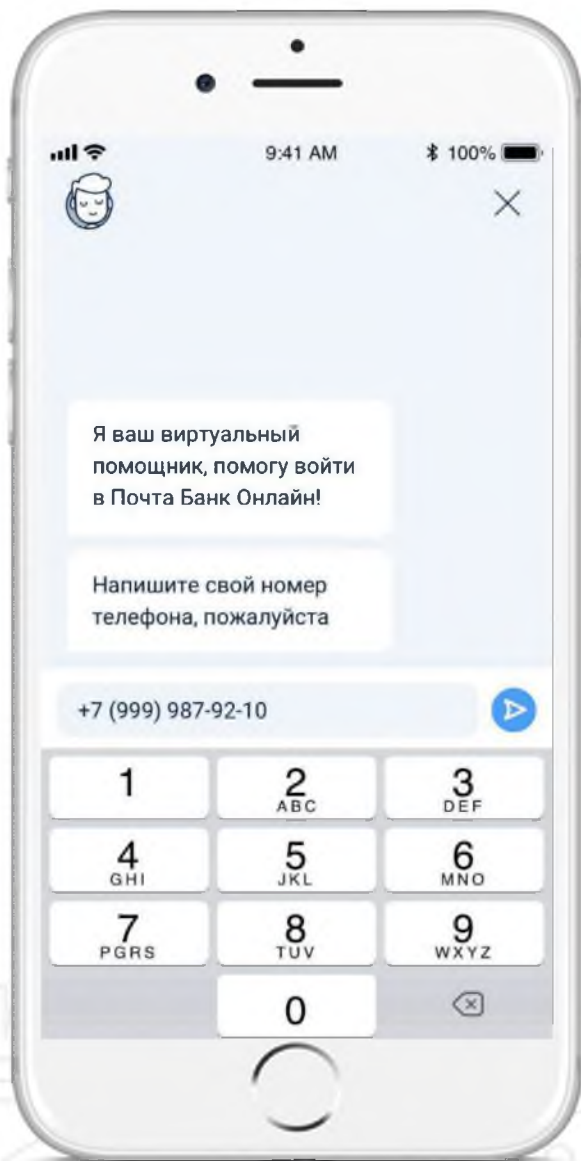 9:41 AM 100%
Я ваш виртуальный
помощник, помогу войти
в Почта Банк Онлайн!
Напишите свой номер
телефона, пожалуйста
+7 (999) 987-92-10
1 2 3
ABC DEF
4 5 6
GHI JKL MNO
7 8 9
PGRS TUV WXYZ
0